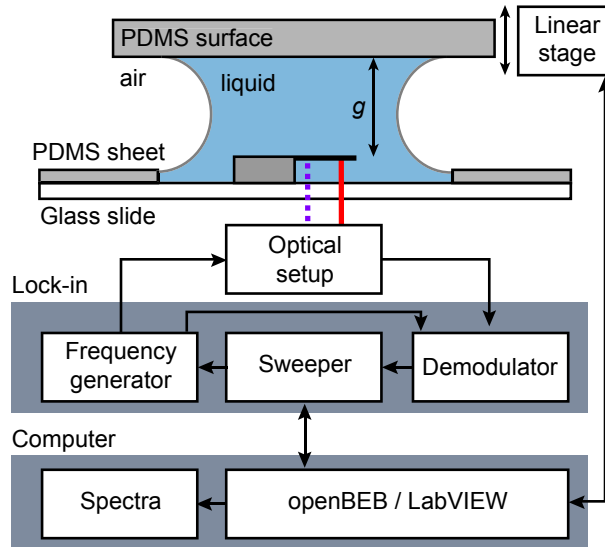 PDMS surface
Linear
stage
air
liquid
g
PDMS sheet
Glass slide
Optical
setup
Lock-in
Frequency
generator
Sweeper
Demodulator
Computer
Spectra
openBEB / LabVIEW